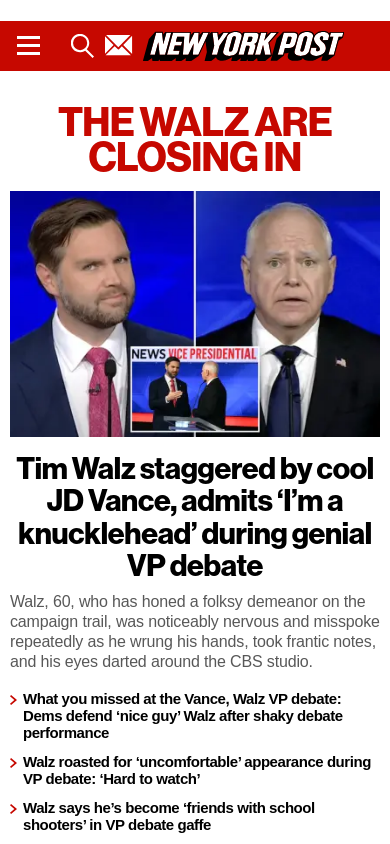 NEW YORK POST
THE WALZ ARE
CLOSING IN
NEWS VICE PRESIDENTIAL
Tim Walz staggered by cool
JD Vance, admits ‘I’m a
knucklehead’ during genial
VP debate
Walz, 60, who has honed a folksy demeanor on the
campaign trail, was noticeably nervous and misspoke
repeatedly as he wrung his hands, took frantic notes,
and his eyes darted around the CBS studio.
What you missed at the Vance, Walz VP debate:
Dems defend ‘nice guy’ Walz after shaky debate
performance
Walz roasted for ‘uncomfortable’ appearance during
VP debate: ‘Hard to watch’
Walz says he’s become ‘friends with school
shooters’ in VP debate gaffe